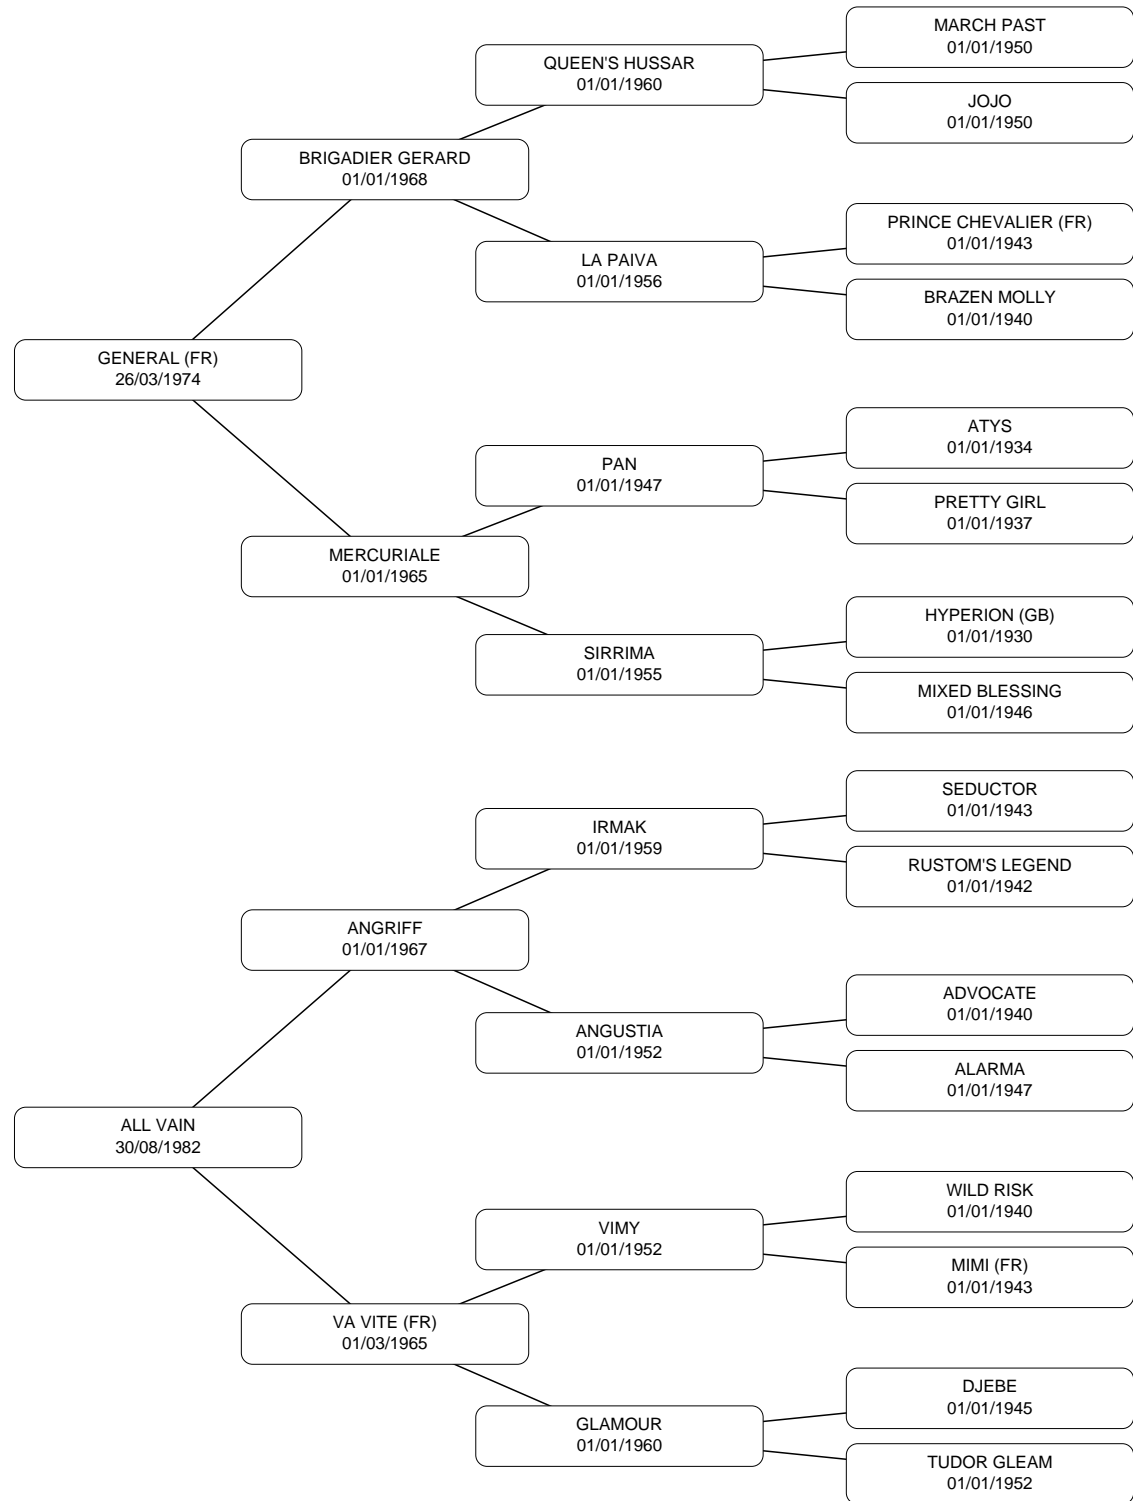 MARCH PAST
01/01/1950
QUEEN'S HUSSAR
01/01/1960
JOJO
01/01/1950
BRIGADIER GERARD
01/01/1968
PRINCE CHEVALIER (FR)
01/01/1943
LA PAIVA
01/01/1956
BRAZEN MOLLY
01/01/1940
GENERAL (FR)
26/03/1974
ATYS
01/01/1934
PAN
01/01/1947
PRETTY GIRL
01/01/1937
MERCURIALE
01/01/1965
HYPERION (GB)
01/01/1930
SIRRIMA
01/01/1955
MIXED BLESSING
01/01/1946
SEDUCTOR
01/01/1943
IRMAK
01/01/1959
RUSTOM'S LEGEND
01/01/1942
ANGRIFF
01/01/1967
ADVOCATE
01/01/1940
ANGUSTIA
01/01/1952
ALARMA
01/01/1947
ALL VAIN
30/08/1982
WILD RISK
01/01/1940
VIMY
01/01/1952
MIMI (FR)
01/01/1943
VA VITE (FR)
01/03/1965
DJEBE
01/01/1945
GLAMOUR
01/01/1960
TUDOR GLEAM
01/01/1952